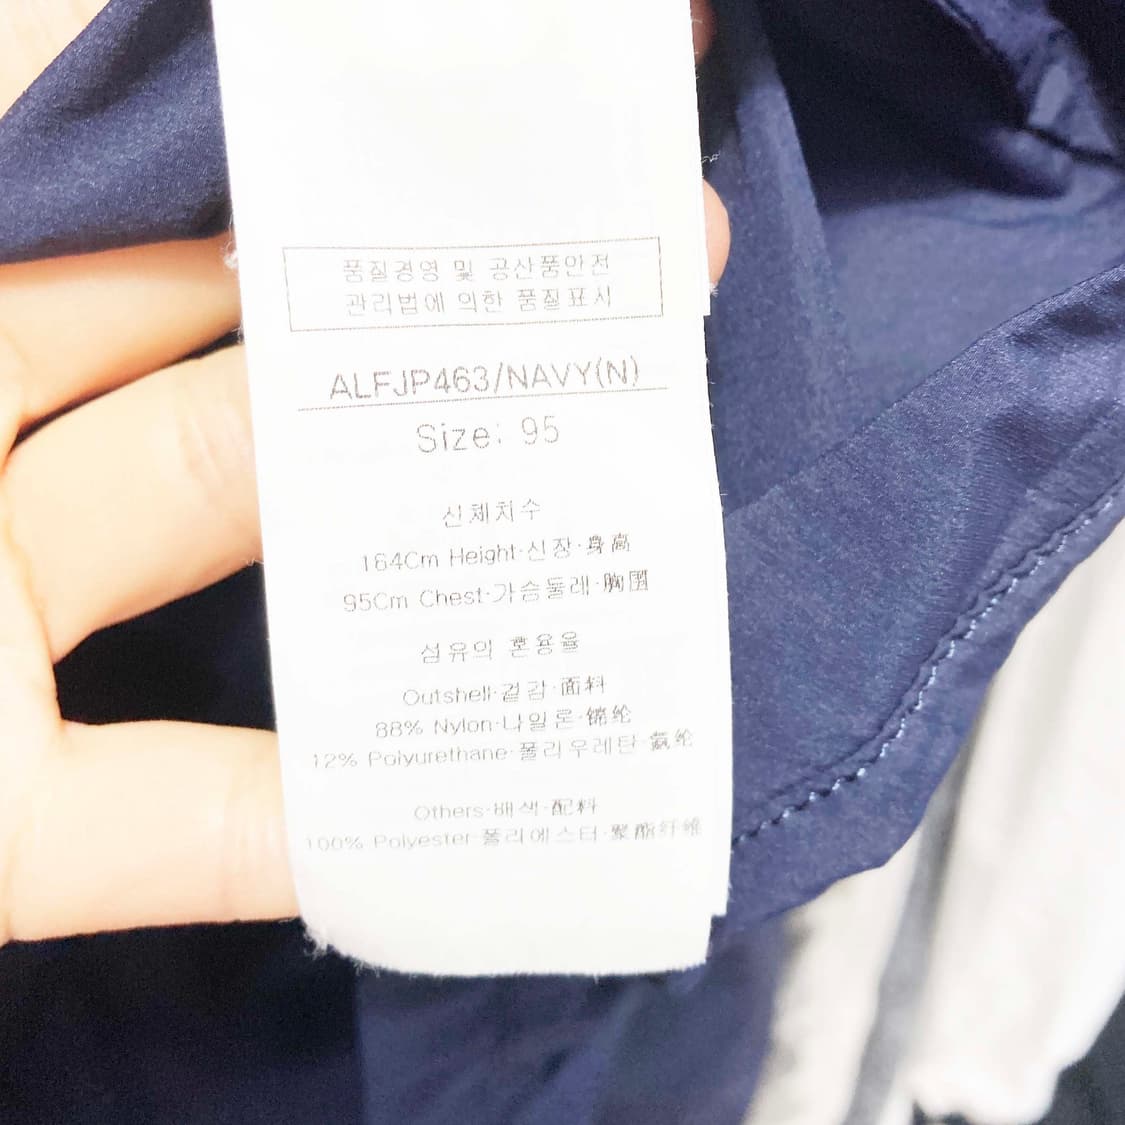 품질경영 및 공산품안전
관리법에 의한 품질표시
ALFJP463/NAVY(N)
Size: 95
신체치수
164Cm Height·신장·身高
95Cm Chest·가슴둘레·胸围
섬유의 혼용율
Outshell·겉감·面料
88% Nylon·나일론·锦纶
12% Polyurethane·폴리우레탄·氨纶
Others·배색·配料
100% Polyester·폴리에스터·聚酯纤维